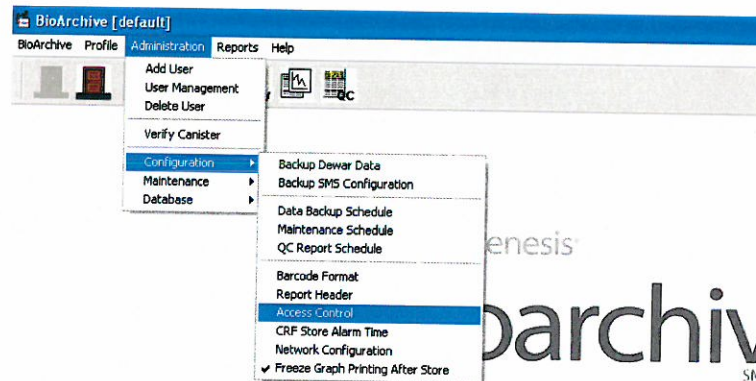 BioArchive [default]
BioArchive Profile Administration Reports Help
Add User
User Management
Delete User
QC
Verify Canister
Configuration
Maintenance
Database
Backup Dewar Data
Backup SMS Configuration
Data Backup Schedule
Maintenance Schedule
QC Report Schedule
enesis
Barcode Format
Report Header
Access Control
CRF Store Alarm Time
Network Configuration
Freeze Graph Printing After Store
oarchiv
SM